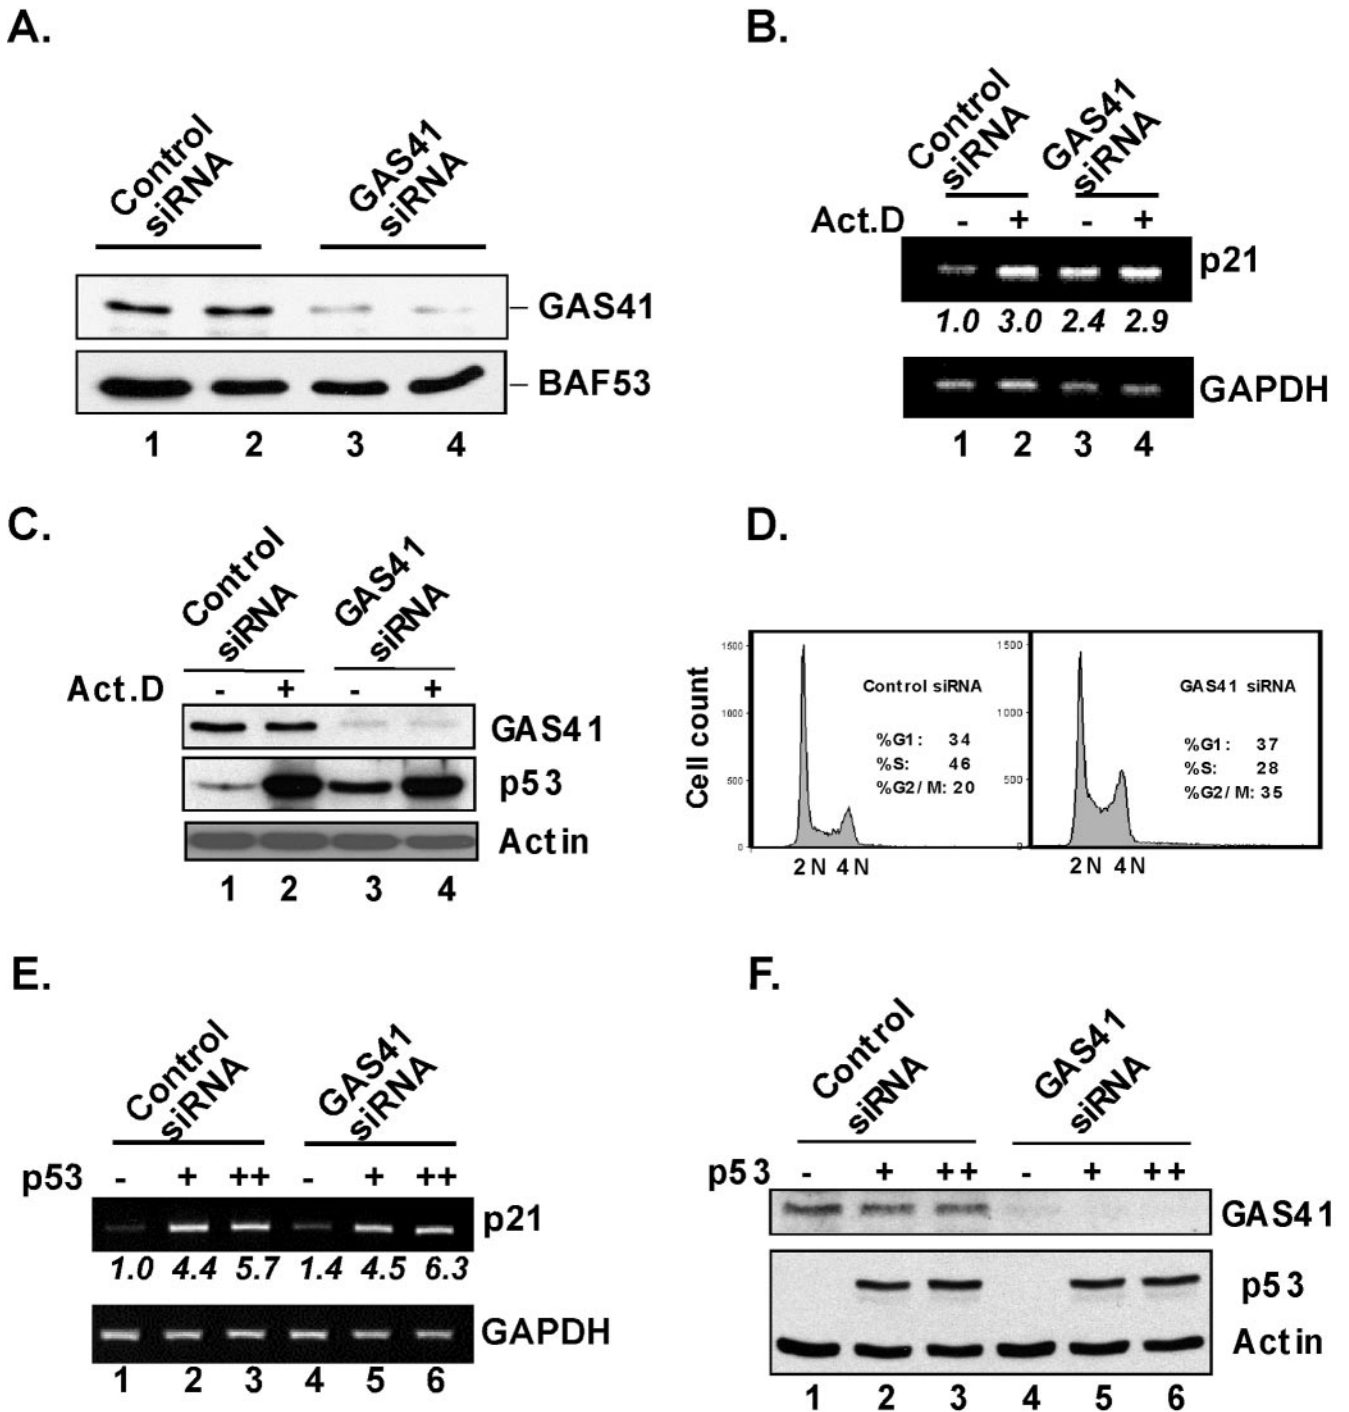 A.
Control
siRNA
GAS41
siRNA
GAS41
BAF53
1 2 3 4
B.
Control
siRNA
GAS41
siRNA
Act.D - + - +
p21
1.0 3.0 2.4 2.9
GAPDH
1 2 3 4
C.
Control
siRNA
GAS41
siRNA
Act.D - + - +
GAS41
p53
Actin
1 2 3 4
D.
Cell count
1500
1000
500
0
Control siRNA
%G1: 34
%S: 46
%G2/M: 20
2N 4N
1500
1000
500
0
GAS41 siRNA
%G1: 37
%S: 28
%G2/M: 35
2N 4N
E.
Control
siRNA
GAS41
siRNA
p53 - + ++ - + ++
p21
1.0 4.4 5.7 1.4 4.5 6.3
GAPDH
1 2 3 4 5 6
F.
Control
siRNA
GAS41
siRNA
p53 - + ++ - + ++
GAS41
p53
Actin
1 2 3 4 5 6